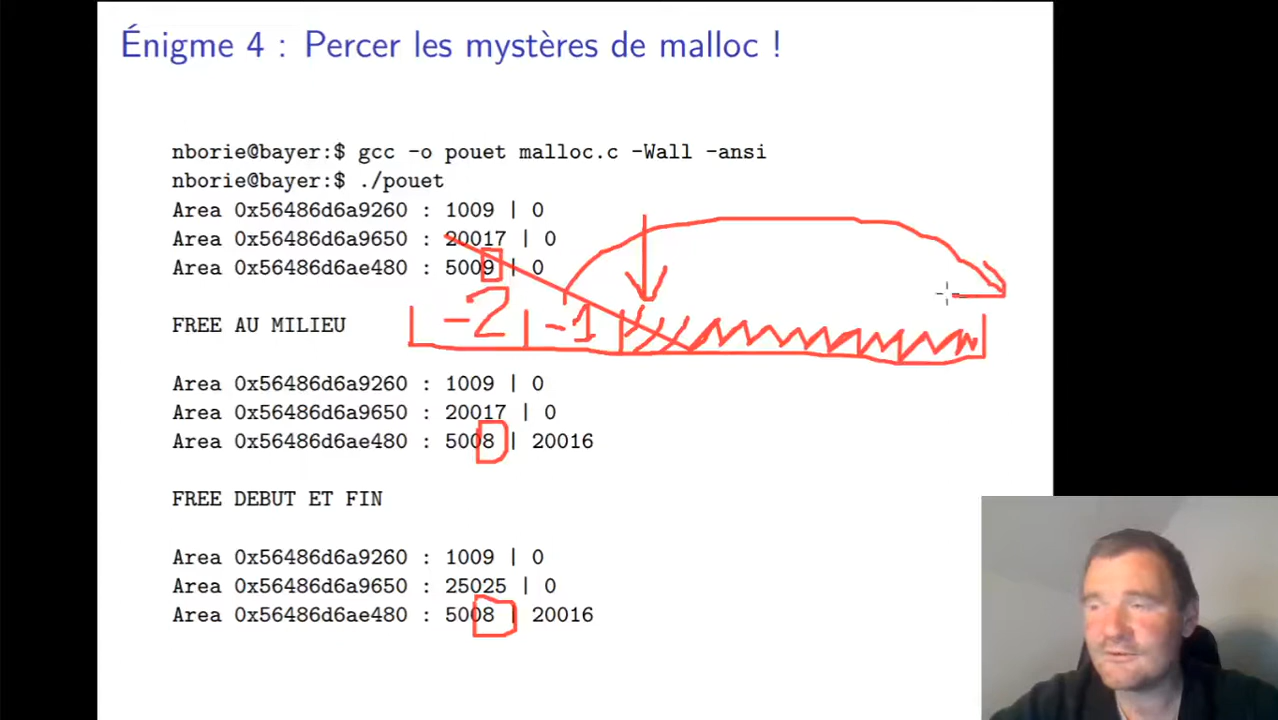 Énigme 4 : Percer les mystères de malloc !
nborie@bayer:$ gcc -o pouet malloc.c -Wall -ansi
nborie@bayer:$ ./pouet
Area 0x56486d6a9260 : 1009 | 0
Area 0x56486d6a9650 : 20017 | 0
Area 0x56486d6ae480 : 5009 | 0
-2 -1
FREE AU MILIEU
Area 0x56486d6a9260 : 1009 | 0
Area 0x56486d6a9650 : 20017 | 0
Area 0x56486d6ae480 : 5008 | 20016
FREE DEBUT ET FIN
Area 0x56486d6a9260 : 1009 | 0
Area 0x56486d6a9650 : 25025 | 0
Area 0x56486d6ae480 : 5008 | 20016